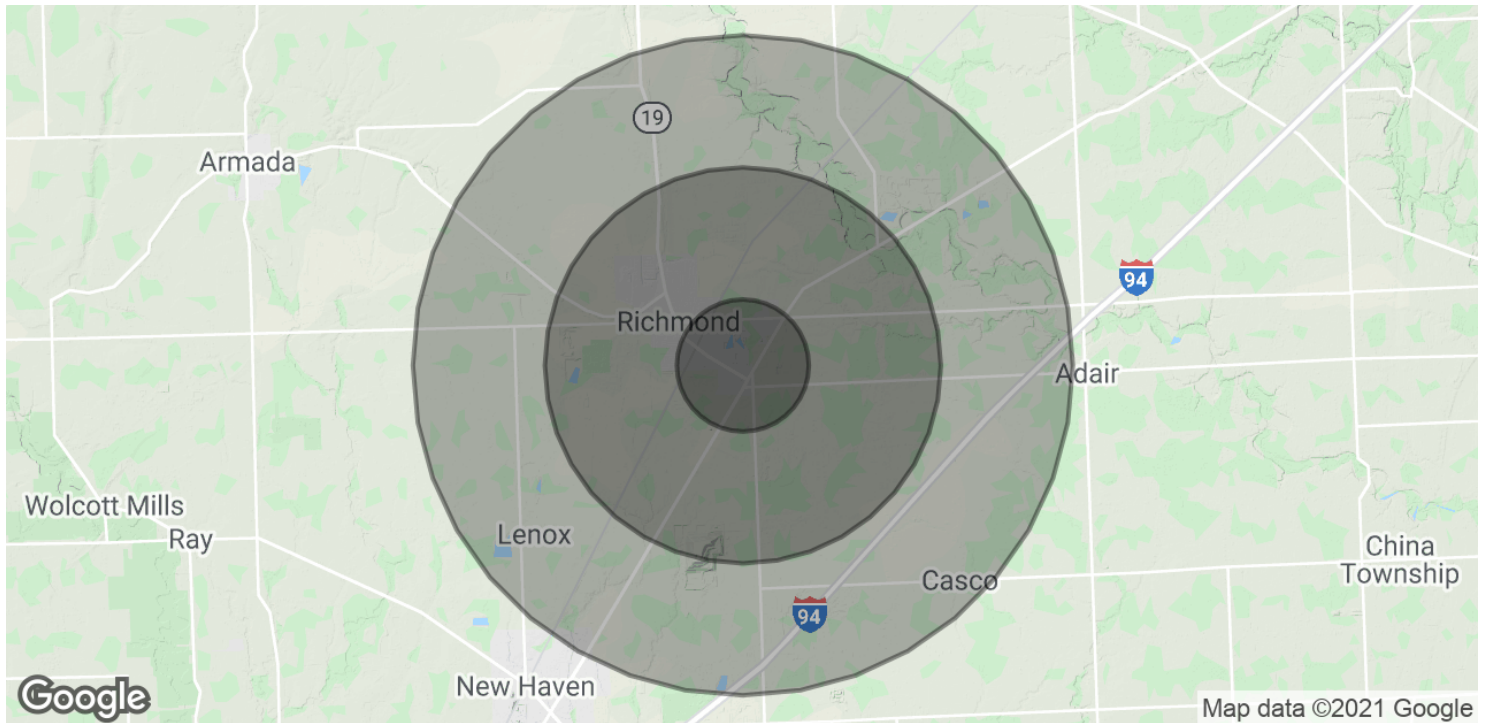 19
Armada
94
Richmond
Adair
Wolcott Mills
Ray
Lenox
China
Township
Casco
94
New Haven
Google
Map data ©2021 Google